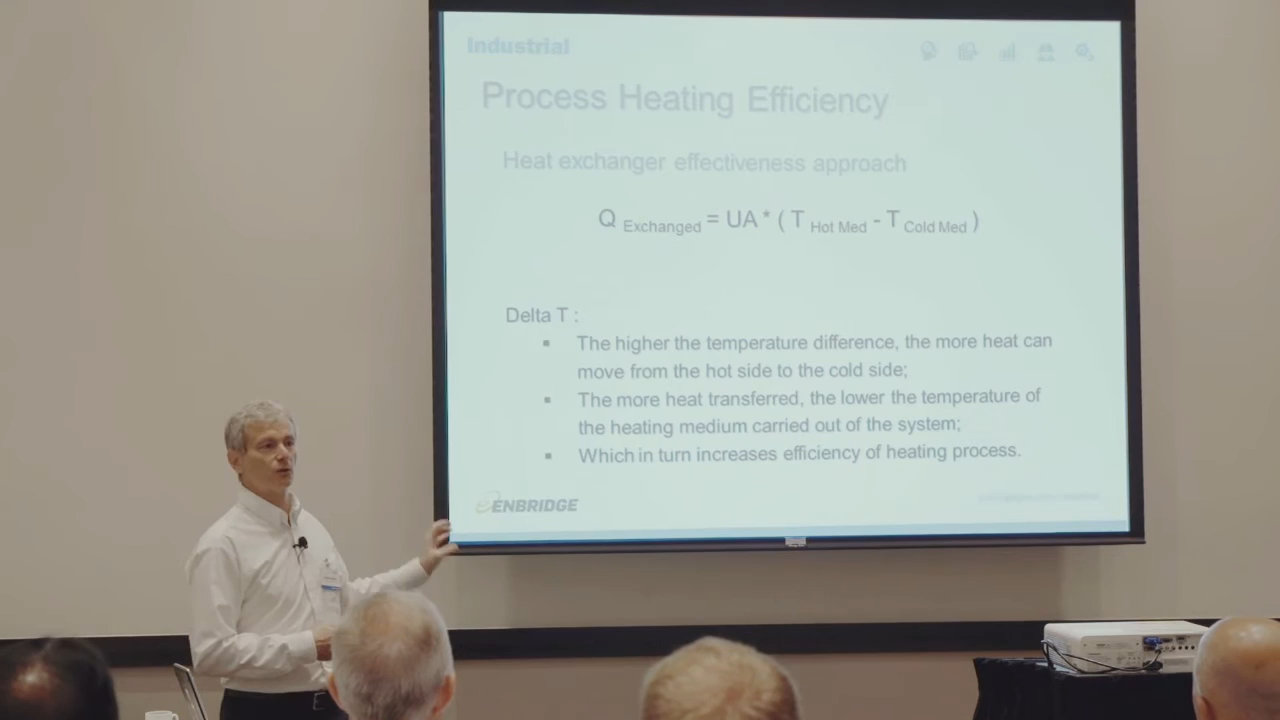 Industrial
Process Heating Efficiency
Heat exchanger effectiveness approach
Q Exchanged = UA * ( T Hot Med - T Cold Med )
Delta T :
▪ The higher the temperature difference, the more heat can
move from the hot side to the cold side;
▪ The more heat transferred, the lower the temperature of
the heating medium carried out of the system;
▪ Which in turn increases efficiency of heating process.
ENBRIDGE